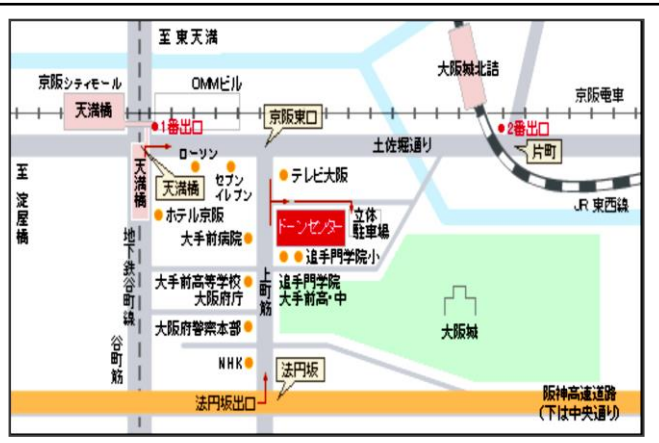 至東天満
京阪シティモール
OMMビル
大阪城北詰
京阪電車
天満橋
1番出口
京阪東口
2番出口
土佐堀通り
片町
ローソン
セブン
イレブン
テレビ大阪
至
淀屋橋
天満橋
天満橋
JR東西線
ホテル京阪
ドーンセンター
立体
駐車場
大手前病院
追手門学院小
地下鉄谷町線
上町筋
大手前高等学校
大阪府庁
追手門学院
大手前高・中
大阪城
大阪府警察本部
谷町筋
NHK
法円坂
法円坂出口
阪神高速道路
(下は中央通り)